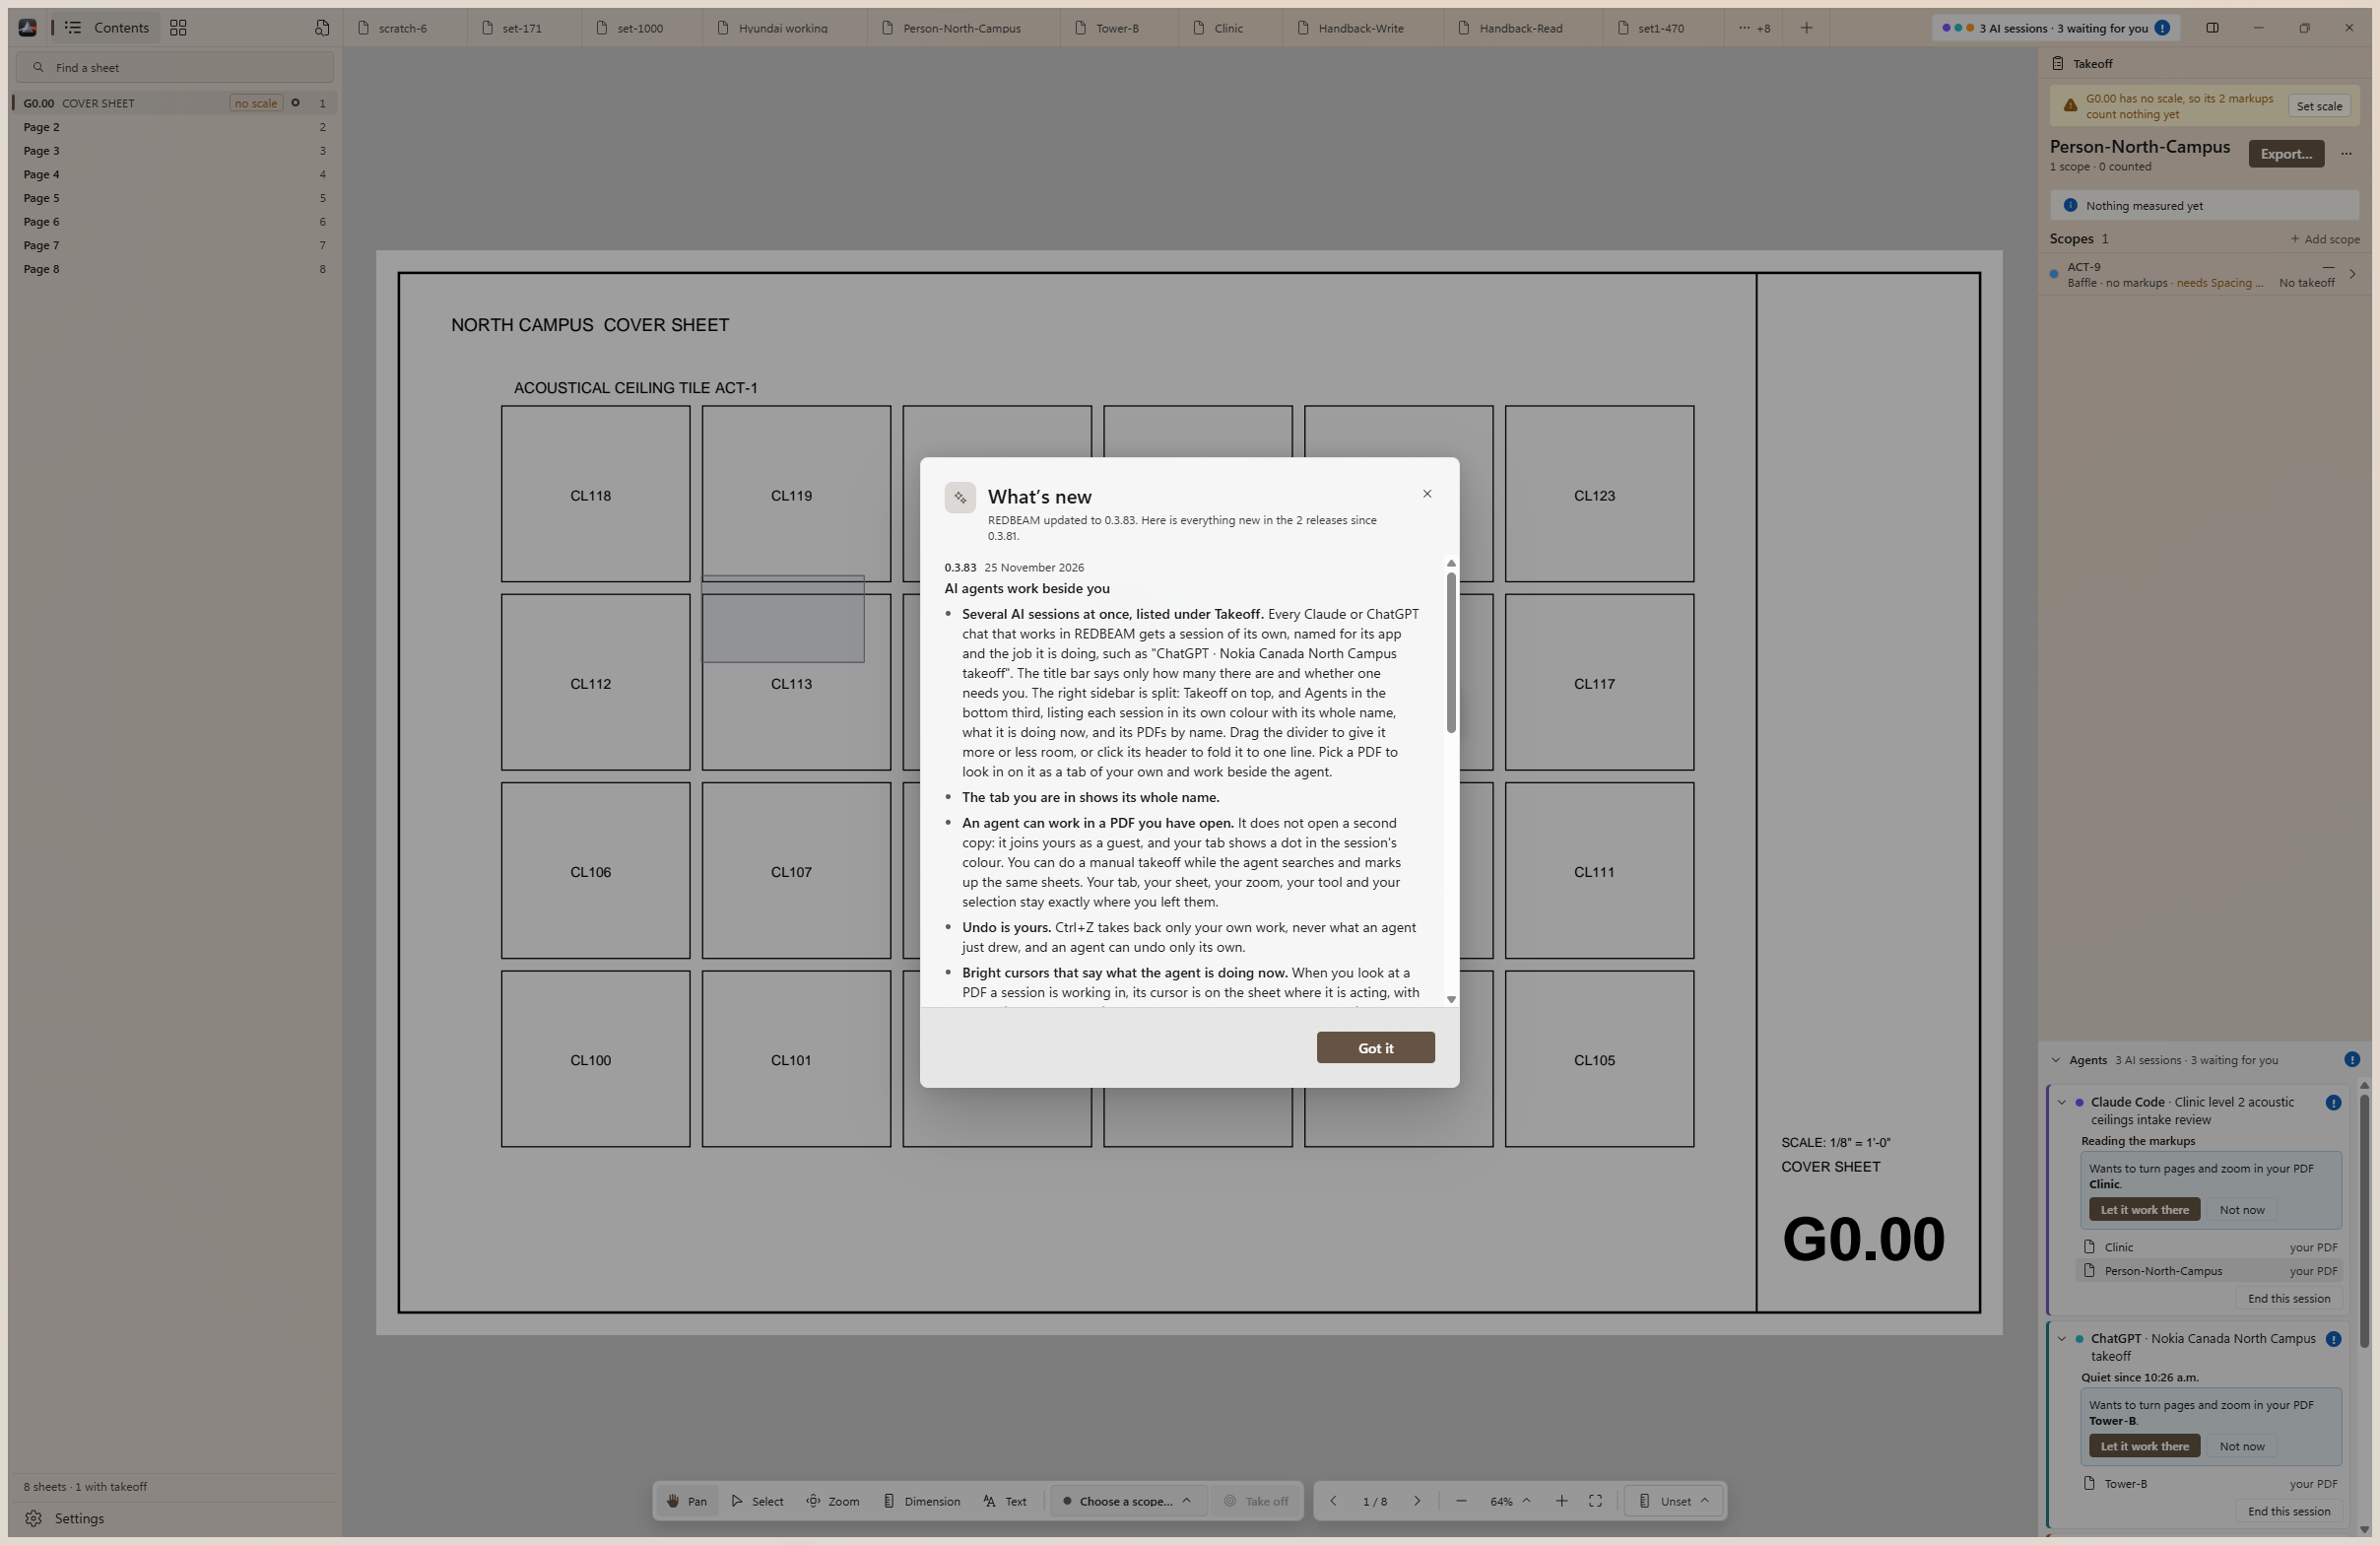 Contents
scratch-6
set-171
set-1000
Hyundai working
Person-North-Campus
Tower-B
Clinic
Handback-Write
Handback-Read
set1-470
··· +8
3 AI sessions · 3 waiting for you
Find a sheet
G0.00 COVER SHEET no scale 1
Page 2 2
Page 3 3
Page 4 4
Page 5 5
Page 6 6
Page 7 7
Page 8 8
8 sheets · 1 with takeoff
Settings
NORTH CAMPUS COVER SHEET
ACOUSTICAL CEILING TILE ACT-1
CL118 CL119 CL123
CL112 CL113 CL117
CL106 CL107 CL111
CL100 CL101 CL105
SCALE: 1/8" = 1'-0"
COVER SHEET
G0.00
What's new
REDBEAM updated to 0.3.83. Here is everything new in the 2 releases since
0.3.81.
0.3.83 25 November 2026
AI agents work beside you
• Several AI sessions at once, listed under Takeoff. Every Claude or ChatGPT
chat that works in REDBEAM gets a session of its own, named for its app
and the job it is doing, such as "ChatGPT · Nokia Canada North Campus
takeoff". The title bar says only how many there are and whether one
needs you. The right sidebar is split: Takeoff on top, and Agents in the
bottom third, listing each session in its own colour with its whole name,
what it is doing now, and its PDFs by name. Drag the divider to give it
more or less room, or click its header to fold it to one line. Pick a PDF to
look in on it as a tab of your own and work beside the agent.
• The tab you are in shows its whole name.
• An agent can work in a PDF you have open. It does not open a second
copy: it joins yours as a guest, and your tab shows a dot in the session's
colour. You can do a manual takeoff while the agent searches and marks
up the same sheets. Your tab, your sheet, your zoom, your tool and your
selection stay exactly where you left them.
• Undo is yours. Ctrl+Z takes back only your own work, never what an agent
just drew, and an agent can undo only its own.
• Bright cursors that say what the agent is doing now. When you look at a
PDF a session is working in, its cursor is on the sheet where it is acting, with
Got it
Pan
Select
Zoom
Dimension
Text
Choose a scope...
Take off
1 / 8
64%
Unset
Takeoff
G0.00 has no scale, so its 2 markups
count nothing yet
Set scale
Person-North-Campus
1 scope · 0 counted
Export...
Nothing measured yet
Scopes 1
+ Add scope
ACT-9 —
Baffle · no markups · needs Spacing ... No takeoff
Agents 3 AI sessions · 3 waiting for you
Claude Code · Clinic level 2 acoustic
ceilings intake review
Reading the markups
Wants to turn pages and zoom in your PDF
Clinic.
Let it work there Not now
Clinic your PDF
Person-North-Campus your PDF
End this session
ChatGPT · Nokia Canada North Campus
takeoff
Quiet since 10:26 a.m.
Wants to turn pages and zoom in your PDF
Tower-B.
Let it work there Not now
Tower-B your PDF
End this session